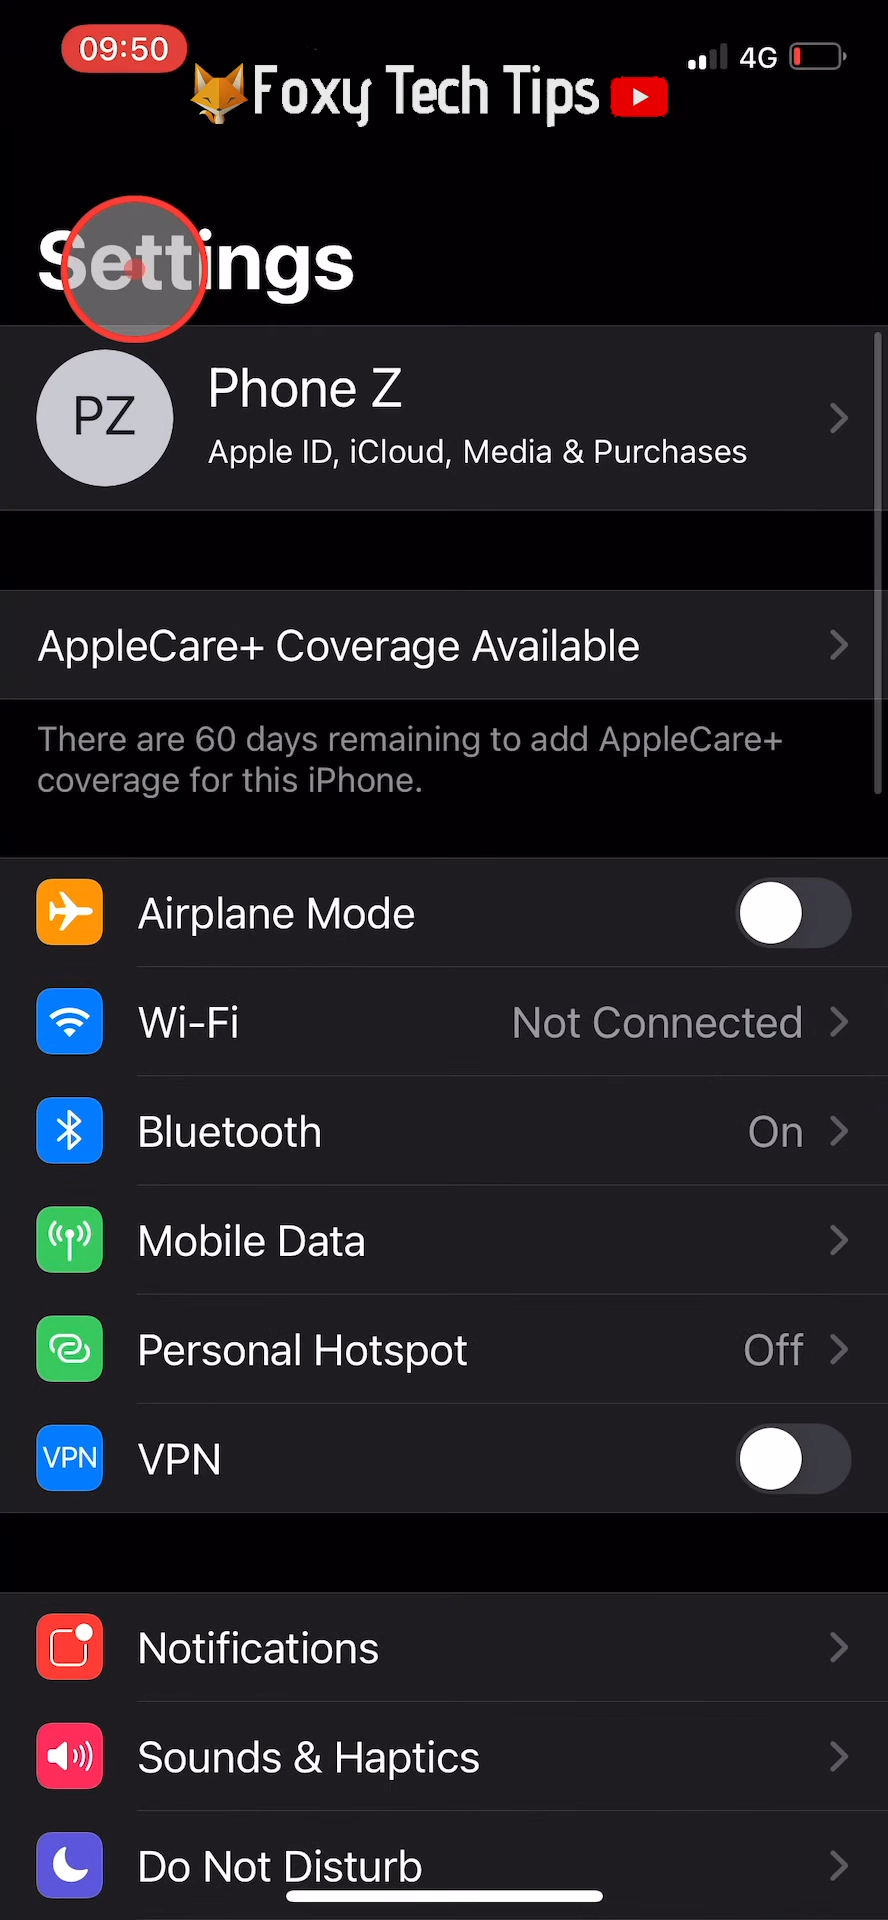 09:50
Foxy Tech Tips
4G
Settings
PZ
Phone Z
Apple ID, iCloud, Media & Purchases
AppleCare+ Coverage Available
There are 60 days remaining to add AppleCare+
coverage for this iPhone.
Airplane Mode
Wi-Fi Not Connected
Bluetooth On
Mobile Data
Personal Hotspot Off
VPN VPN
Notifications
Sounds & Haptics
Do Not Disturb